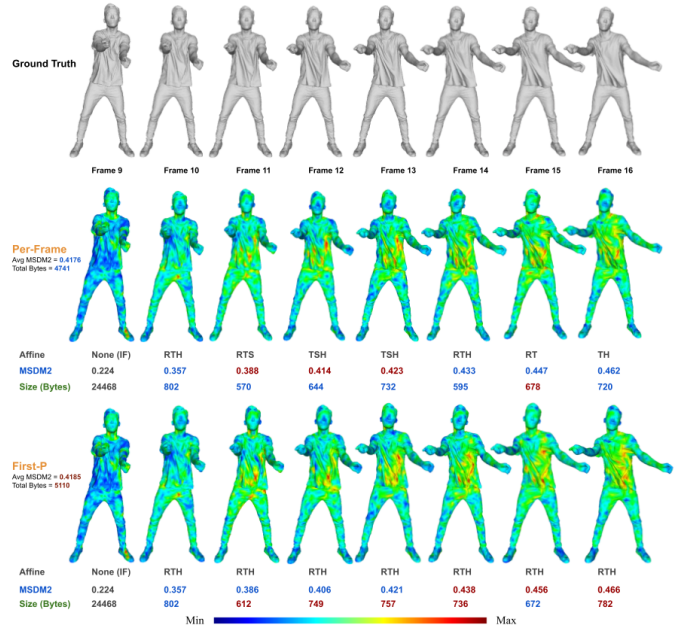 Ground Truth
Frame 9 Frame 10 Frame 11 Frame 12 Frame 13 Frame 14 Frame 15 Frame 16
Per-Frame
Avg MSDM2 = 0.4176
Total Bytes = 4741
Affine None (IF) RTH RTS TSH TSH RTH RT TH
MSDM2 0.224 0.357 0.388 0.414 0.423 0.433 0.447 0.462
Size (Bytes) 24468 802 570 644 732 595 678 720
First-P
Avg MSDM2 = 0.4185
Total Bytes = 5110
Affine None (IF) RTH RTH RTH RTH RTH RTH RTH
MSDM2 0.224 0.357 0.386 0.406 0.421 0.438 0.456 0.466
Size (Bytes) 24468 802 612 749 757 736 672 782
Min Max